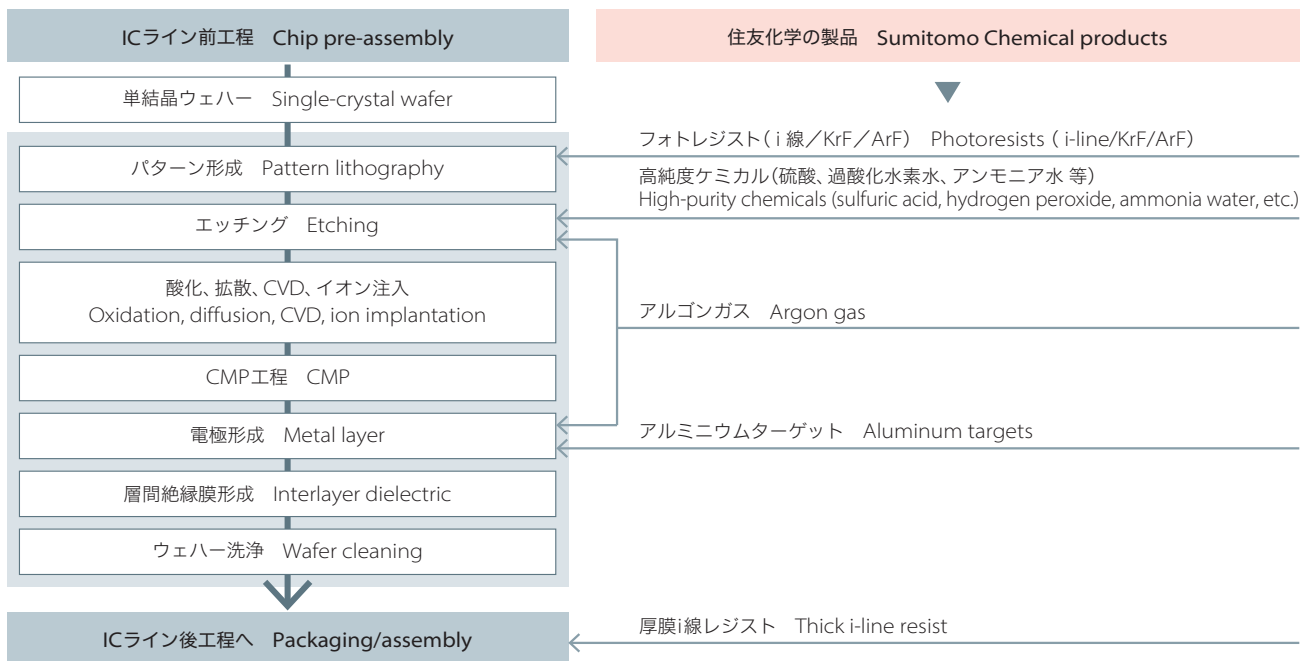 ICライン前工程 Chip pre-assembly
住友化学の製品 Sumitomo Chemical products
単結晶ウェハー Single-crystal wafer
フォトレジスト（i 線／KrF／ArF） Photoresists ( i-line/KrF/ArF)
パターン形成 Pattern lithography
高純度ケミカル（硫酸、過酸化水素水、アンモニア水 等）
High-purity chemicals (sulfuric acid, hydrogen peroxide, ammonia water, etc.)
エッチング Etching
酸化、拡散、CVD、イオン注入
Oxidation, diffusion, CVD, ion implantation
アルゴンガス Argon gas
CMP工程 CMP
電極形成 Metal layer
アルミニウムターゲット Aluminum targets
層間絶縁膜形成 Interlayer dielectric
ウェハー洗浄 Wafer cleaning
ICライン後工程へ Packaging/assembly
厚膜i線レジスト Thick i-line resist